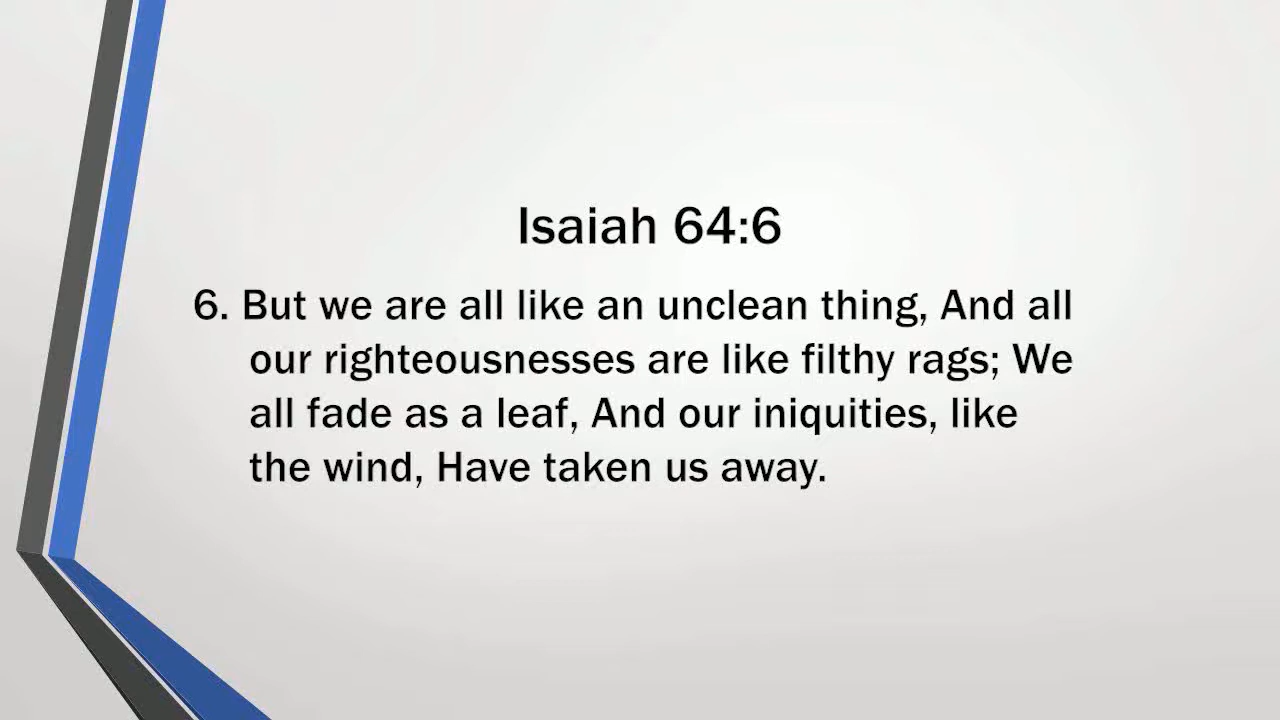 Isaiah 64:6
6. But we are all like an unclean thing, And all
our righteousnesses are like filthy rags; We
all fade as a leaf, And our iniquities, like
the wind, Have taken us away.